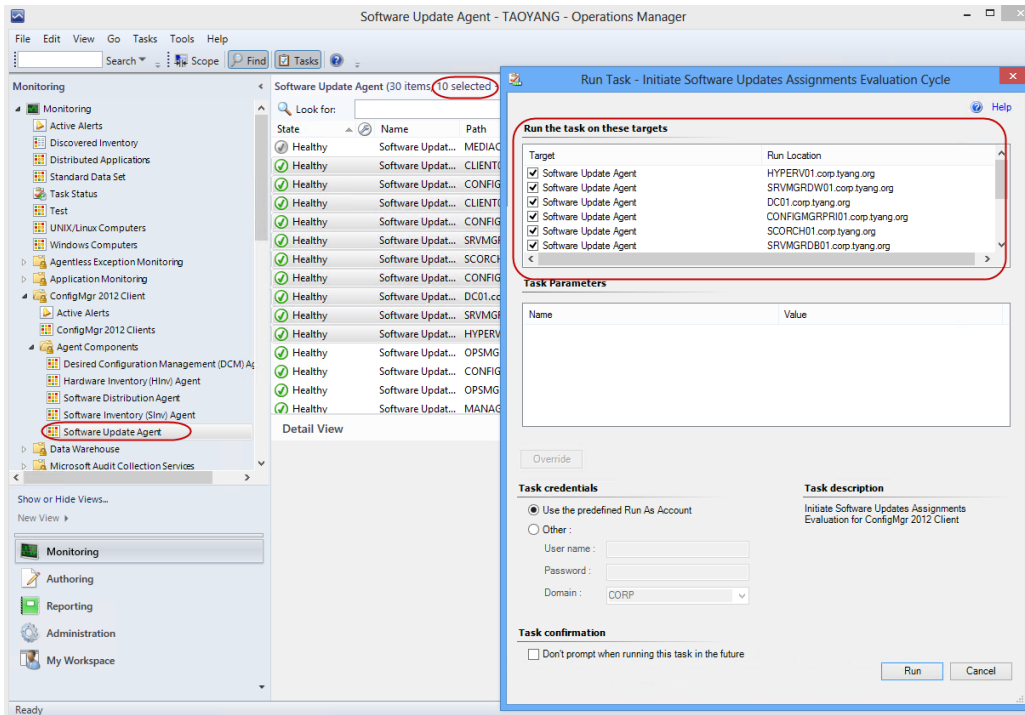 Software Update Agent - TAOYANG - Operations Manager
File Edit View Go Tasks Tools Help
Search Scope Find Tasks
Monitoring
Monitoring
Active Alerts
Discovered Inventory
Distributed Applications
Standard Data Set
Task Status
Test
UNIX/Linux Computers
Windows Computers
Agentless Exception Monitoring
Application Monitoring
ConfigMgr 2012 Client
Active Alerts
ConfigMgr 2012 Clients
Agent Components
Desired Configuration Management (DCM) Ag
Hardware Inventory (HInv) Agent
Software Distribution Agent
Software Inventory (SInv) Agent
Software Update Agent
Data Warehouse
Microsoft Audit Collection Services
Show or Hide Views...
New View
Monitoring
Authoring
Reporting
Administration
My Workspace
Ready
Software Update Agent (30 items, 10 selected
Look for:
State Name Path
Healthy Software Updat... MEDIAC
Healthy Software Updat... CLIENT0
Healthy Software Updat... CONFIG
Healthy Software Updat... CLIENT0
Healthy Software Updat... CONFIG
Healthy Software Updat... SRVMGR
Healthy Software Updat... SCORCH
Healthy Software Updat... CONFIG
Healthy Software Updat... DC01.co
Healthy Software Updat... SRVMGR
Healthy Software Updat... HYPERV
Healthy Software Updat... OPSMG
Healthy Software Updat... CONFIG
Healthy Software Updat... OPSMG
Healthy Software Updat... MANAG
Detail View
Run Task - Initiate Software Updates Assignments Evaluation Cycle
Help
Run the task on these targets
Target Run Location
Software Update Agent HYPERV01.corp.tyang.org
Software Update Agent SRVMGRDW01.corp.tyang.org
Software Update Agent DC01.corp.tyang.org
Software Update Agent CONFIGMGRPRI01.corp.tyang.org
Software Update Agent SCORCH01.corp.tyang.org
Software Update Agent SRVMGRDB01.corp.tyang.org
Task Parameters
Name Value
Override
Task credentials
Use the predefined Run As Account
Other :
User name :
Password :
Domain : CORP
Task description
Initiate Software Updates Assignments
Evaluation for ConfigMgr 2012 Client
Task confirmation
Don't prompt when running this task in the future
Run Cancel